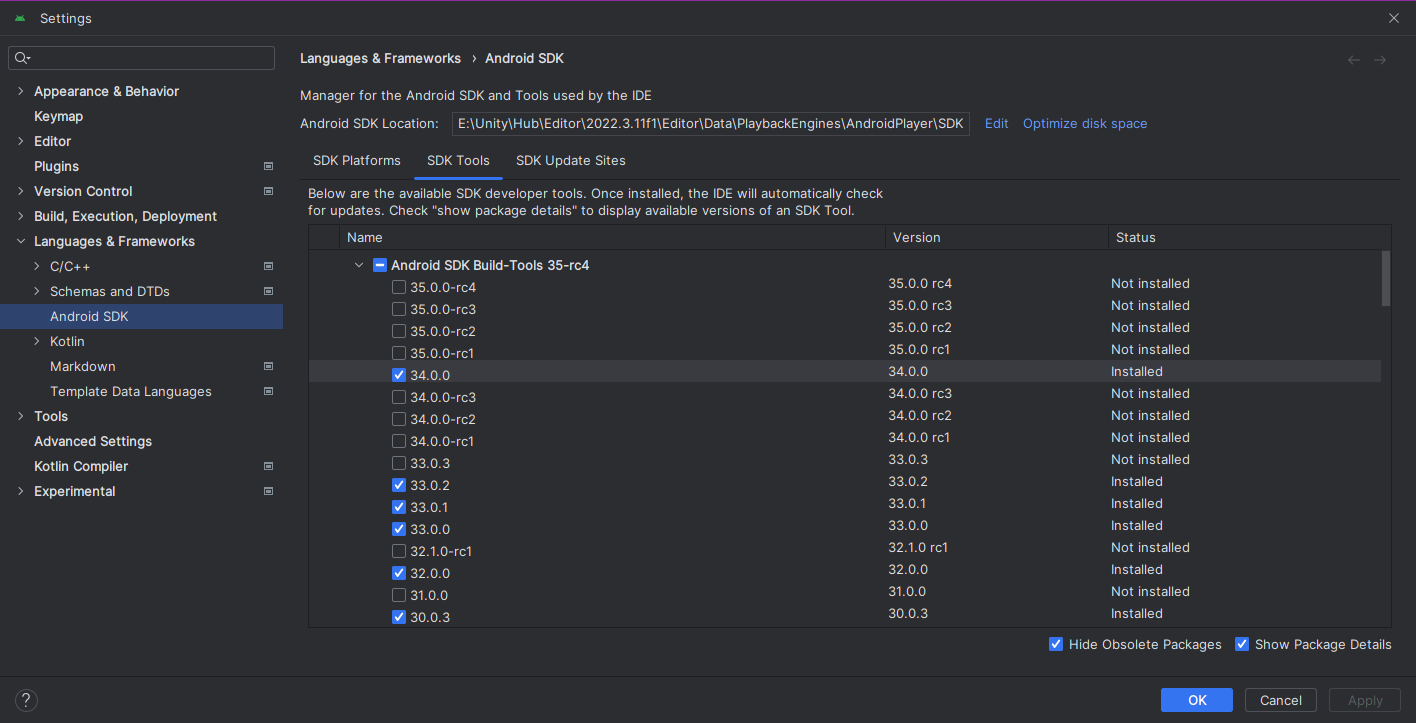 Settings
Languages & Frameworks › Android SDK
Appearance & Behavior
Keymap
Editor
Plugins
Version Control
Build, Execution, Deployment
Languages & Frameworks
C/C++
Schemas and DTDs
Android SDK
Kotlin
Markdown
Template Data Languages
Tools
Advanced Settings
Kotlin Compiler
Experimental
Manager for the Android SDK and Tools used by the IDE
Android SDK Location: E:\Unity\Hub\Editor\2022.3.11f1\Editor\Data\PlaybackEngines\AndroidPlayer\SDK Edit Optimize disk space
SDK Platforms SDK Tools SDK Update Sites
Below are the available SDK developer tools. Once installed, the IDE will automatically check
for updates. Check "show package details" to display available versions of an SDK Tool.
Name Version Status
Android SDK Build-Tools 35-rc4
35.0.0-rc4 35.0.0 rc4 Not installed
35.0.0-rc3 35.0.0 rc3 Not installed
35.0.0-rc2 35.0.0 rc2 Not installed
35.0.0-rc1 35.0.0 rc1 Not installed
34.0.0 34.0.0 Installed
34.0.0-rc3 34.0.0 rc3 Not installed
34.0.0-rc2 34.0.0 rc2 Not installed
34.0.0-rc1 34.0.0 rc1 Not installed
33.0.3 33.0.3 Not installed
33.0.2 33.0.2 Installed
33.0.1 33.0.1 Installed
33.0.0 33.0.0 Installed
32.1.0-rc1 32.1.0 rc1 Not installed
32.0.0 32.0.0 Installed
31.0.0 31.0.0 Not installed
30.0.3 30.0.3 Installed
Hide Obsolete Packages Show Package Details
? OK Cancel Apply